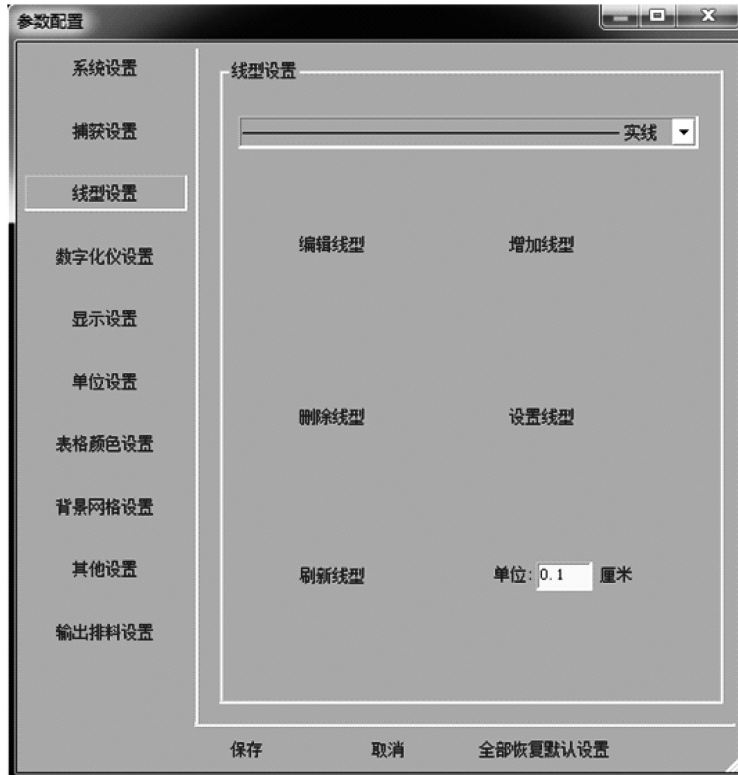 参数配置
系统设置
捕获设置
线型设置
数字化仪设置
显示设置
单位设置
表格颜色设置
背景网格设置
其他设置
输出排料设置
线型设置
实线
编辑线型 增加线型
删除线型 设置线型
刷新线型 单位: 0.1 厘米
保存 取消 全部恢复默认设置